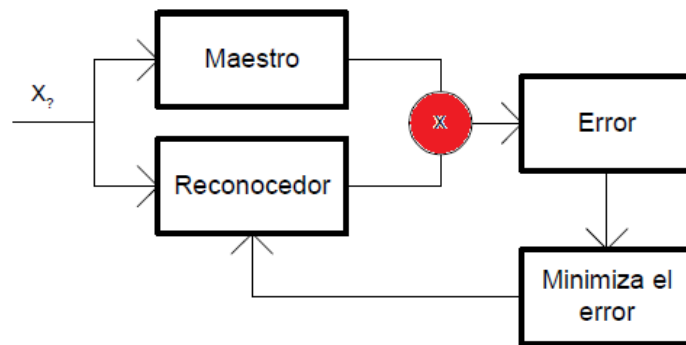 Maestro
X?
X
Error
Reconocedor
Minimiza el
error